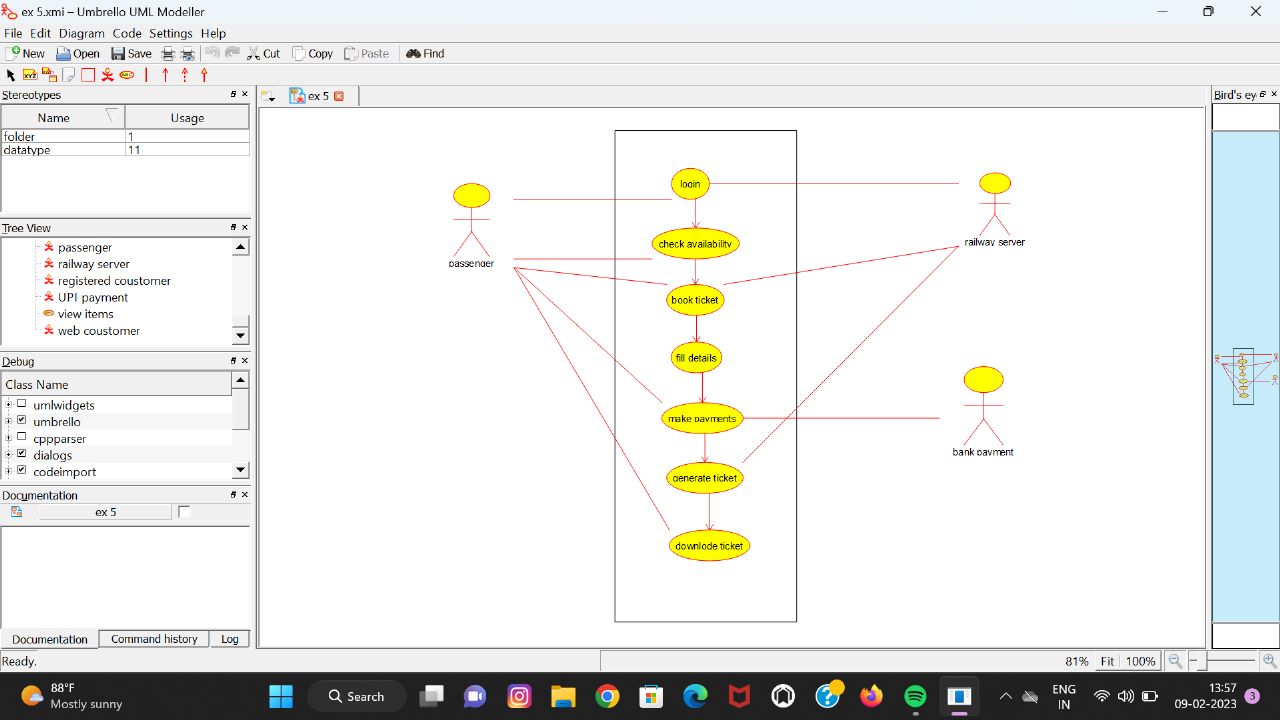 ex 5.xmi – Umbrello UML Modeller
File Edit Diagram Code Settings Help
New Open Save Cut Copy Paste Find
XYZ
Stereotypes
Name Usage
folder 1
datatype 11
Tree View
passenger
railway server
registered coustomer
UPI payment
view items
web coustomer
Debug
Class Name
umlwidgets
umbrello
cppparser
dialogs
codeimport
Documentation
ex 5
Documentation Command history Log
Ready.
ex 5
login
check availability
book ticket
fill details
make payments
generate ticket
downlode ticket
passenger
railway server
bank payment
Bird's ey
81% Fit 100%
88°F
Mostly sunny
Search
ENG
IN
13:57
09-02-2023
3